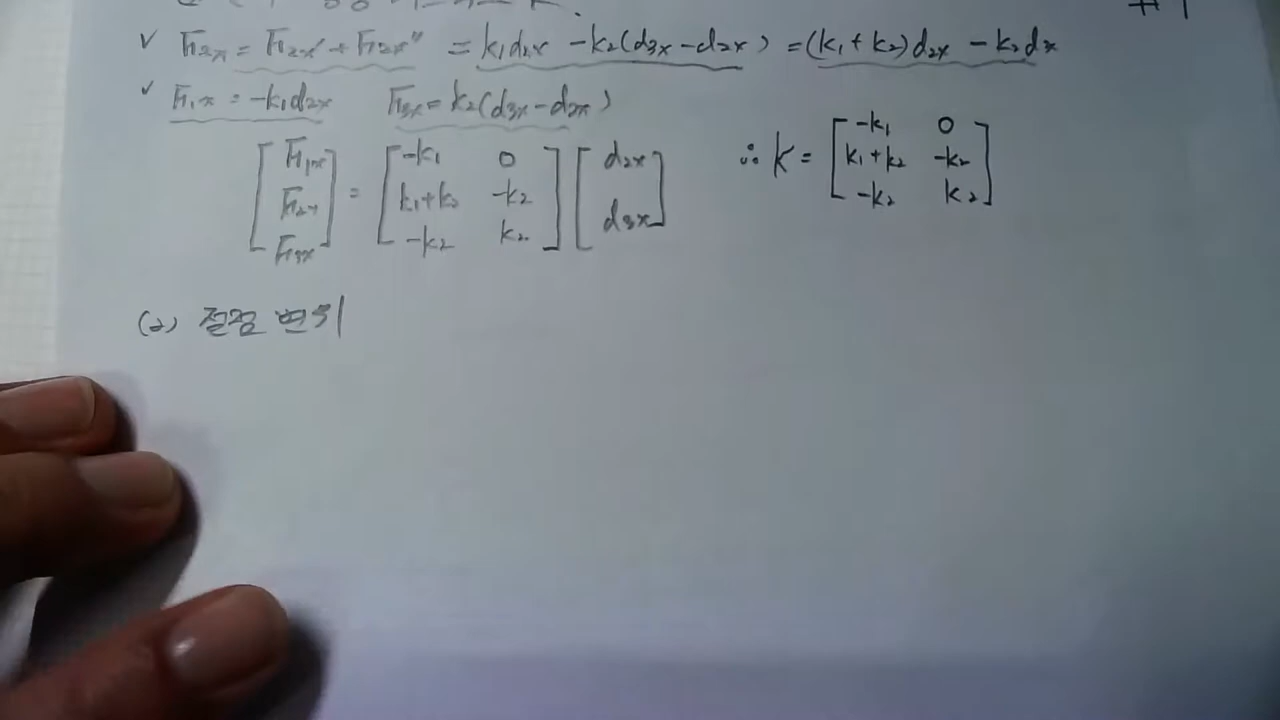 ✓ F₂ₓ = F₂ₓ' + F₂ₓ'' = k₁d₂ₓ - k₂(d₃ₓ - d₂ₓ) = (k₁ + k₂)d₂ₓ - k₂dₓ
✓ F₁ₓ = -k₁d₂ₓ F₃ₓ = k₂(d₃ₓ - d₂ₓ)
[F₁ₓ F₂ₓ F₃ₓ] = [-k₁ 0 k₁+k₂ -k₂ -k₂ k₂] [d₂ₓ d₃ₓ] ∴ K = [-k₁ 0 k₁+k₂ -k₂ -k₂ k₂]
(2) 절점 변위